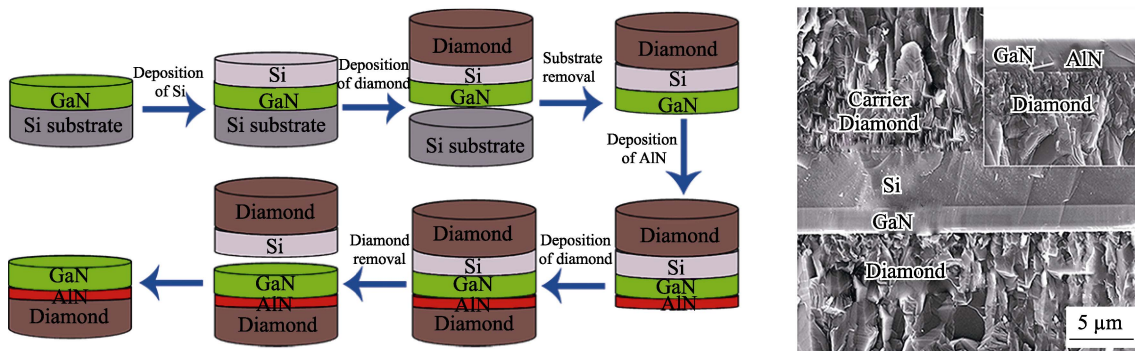 GaN
Si substrate
Deposition
of Si
Si
GaN
Si substrate
Deposition
of diamond
Diamond
Si
GaN
Si substrate
Substrate
removal
Diamond
Si
GaN
Deposition
of AlN
Diamond
Si
GaN
AlN
Deposition
of diamond
Diamond
Si
GaN
AlN
Diamond
Diamond
removal
Diamond
Si
GaN
AlN
Diamond
GaN
AlN
Diamond
Carrier
Diamond
GaN
AlN
Diamond
Si
GaN
Diamond
5 μm